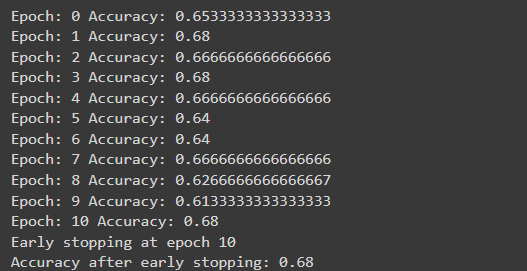 Epoch: 0 Accuracy: 0.6533333333333333
Epoch: 1 Accuracy: 0.68
Epoch: 2 Accuracy: 0.6666666666666666
Epoch: 3 Accuracy: 0.68
Epoch: 4 Accuracy: 0.6666666666666666
Epoch: 5 Accuracy: 0.64
Epoch: 6 Accuracy: 0.64
Epoch: 7 Accuracy: 0.6666666666666666
Epoch: 8 Accuracy: 0.6266666666666667
Epoch: 9 Accuracy: 0.6133333333333333
Epoch: 10 Accuracy: 0.68
Early stopping at epoch 10
Accuracy after early stopping: 0.68